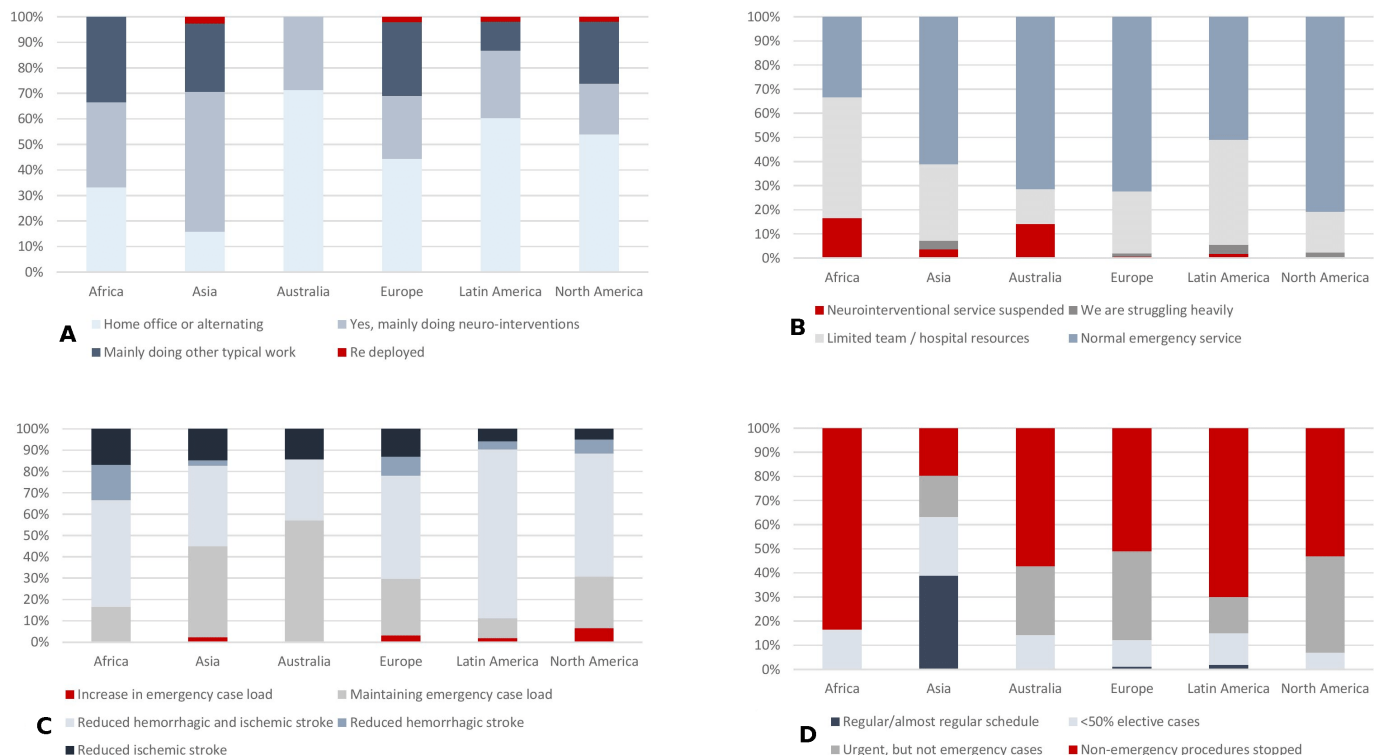 100%
90%
80%
70%
60%
50%
40%
30%
20%
10%
0%
Africa Asia Australia Europe Latin America North America
Home office or alternating Yes, mainly doing neuro-interventions
Mainly doing other typical work Re deployed
A
100%
90%
80%
70%
60%
50%
40%
30%
20%
10%
0%
Africa Asia Australia Europe Latin America North America
Neurointerventional service suspended We are struggling heavily
Limited team / hospital resources Normal emergency service
B
100%
90%
80%
70%
60%
50%
40%
30%
20%
10%
0%
Africa Asia Australia Europe Latin America North America
Increase in emergency case load Maintaining emergency case load
Reduced hemorrhagic and ischemic stroke Reduced hemorrhagic stroke
Reduced ischemic stroke
C
100%
90%
80%
70%
60%
50%
40%
30%
20%
10%
0%
Africa Asia Australia Europe Latin America North America
Regular/almost regular schedule <50% elective cases
Urgent, but not emergency cases Non-emergency procedures stopped
D